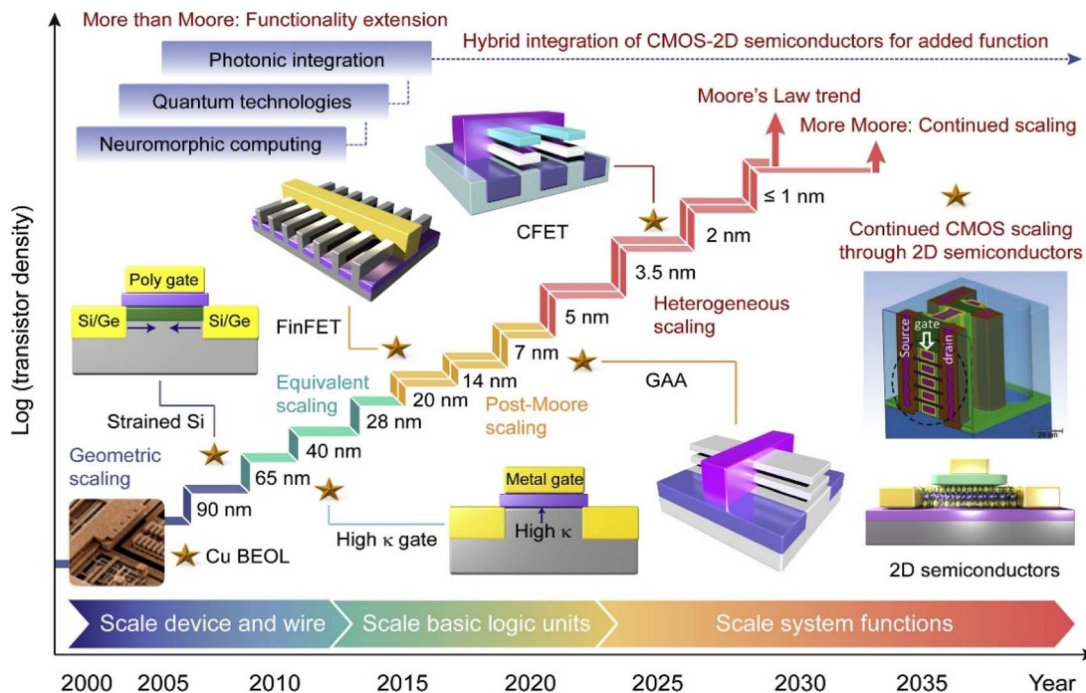 More than Moore: Functionality extension
Photonic integration
Quantum technologies
Neuromorphic computing
Hybrid integration of CMOS-2D semiconductors for added function
Moore's Law trend
More Moore: Continued scaling
Log (transistor density)
CFET
≤ 1 nm
2 nm
3.5 nm
5 nm
7 nm
14 nm
20 nm
28 nm
40 nm
65 nm
90 nm
Continued CMOS scaling
through 2D semiconductors
Source
gate
drain
20 nm
Poly gate
Si/Ge
Si/Ge
FinFET
Heterogeneous
scaling
GAA
Equivalent
scaling
Post-Moore
scaling
Strained Si
Geometric
scaling
Metal gate
High κ
High κ gate
Cu BEOL
2D semiconductors
Scale device and wire
Scale basic logic units
Scale system functions
2000
2005
2010
2015
2020
2025
2030
2035
Year